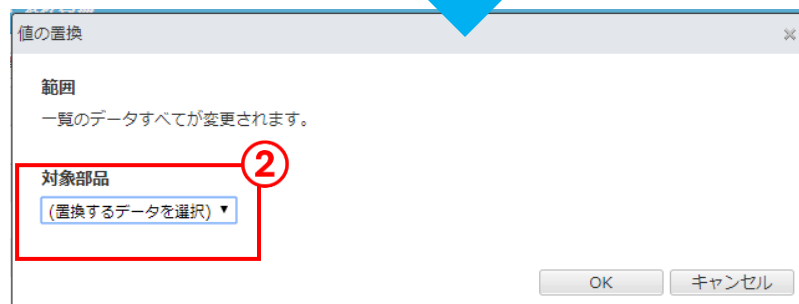 値の置換
範囲
一覧のデータすべてが変更されます。
②
対象部品
(置換するデータを選択)
OK キャンセル